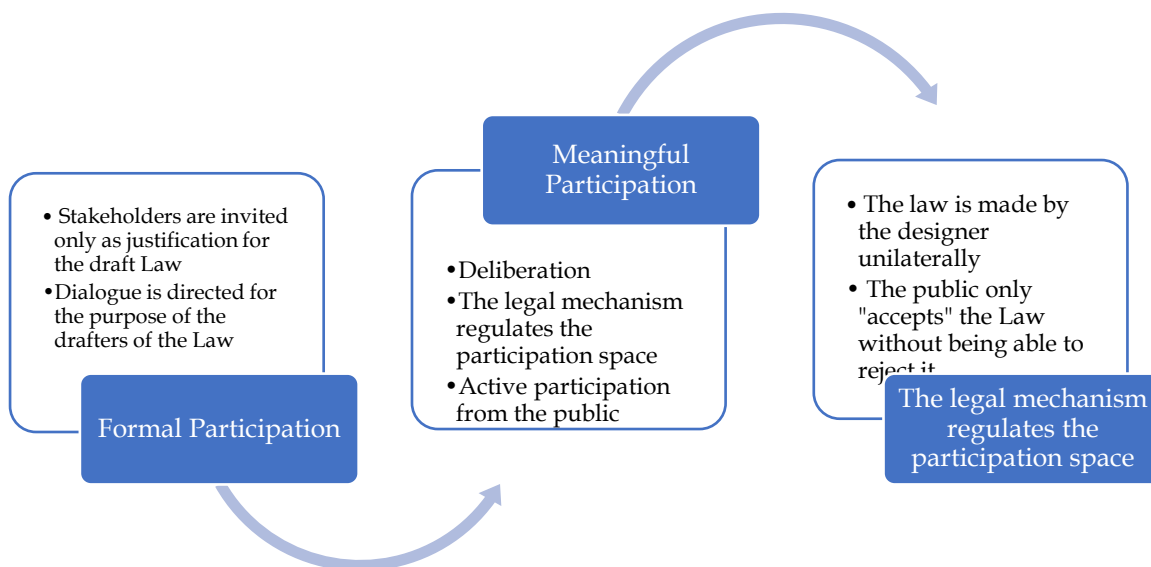 • Stakeholders are invited
only as justification for
the draft Law
•Dialogue is directed for
the purpose of the
drafters of the Law
Formal Participation
Meaningful
Participation
•Deliberation
•The legal mechanism
regulates the
participation space
•Active participation
from the public
• The law is made by
the designer
unilaterally
• The public only
"accepts" the Law
without being able to
reject it
The legal mechanism
regulates the
participation space